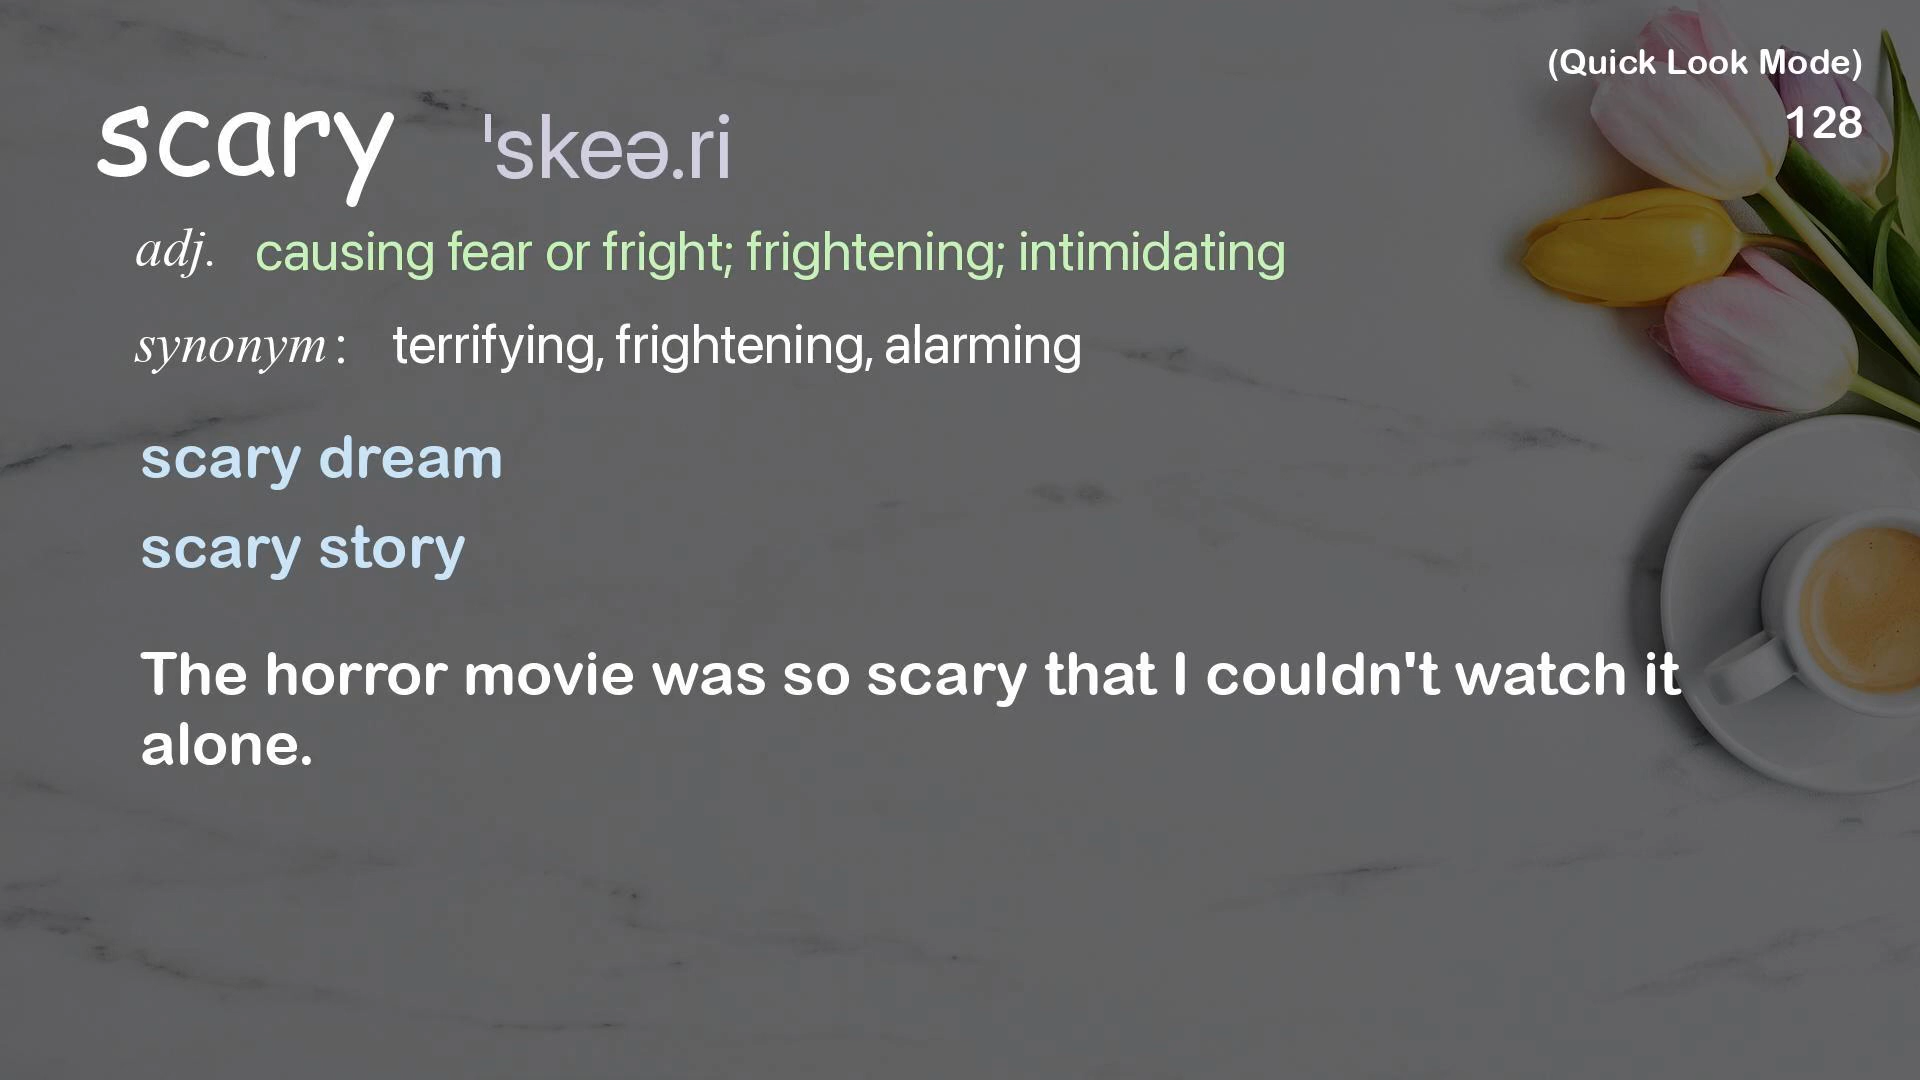 (Quick Look Mode)
128
scary ˈskeə.ri
adj. causing fear or fright; frightening; intimidating
synonym: terrifying, frightening, alarming
scary dream
scary story
The horror movie was so scary that I couldn't watch it
alone.